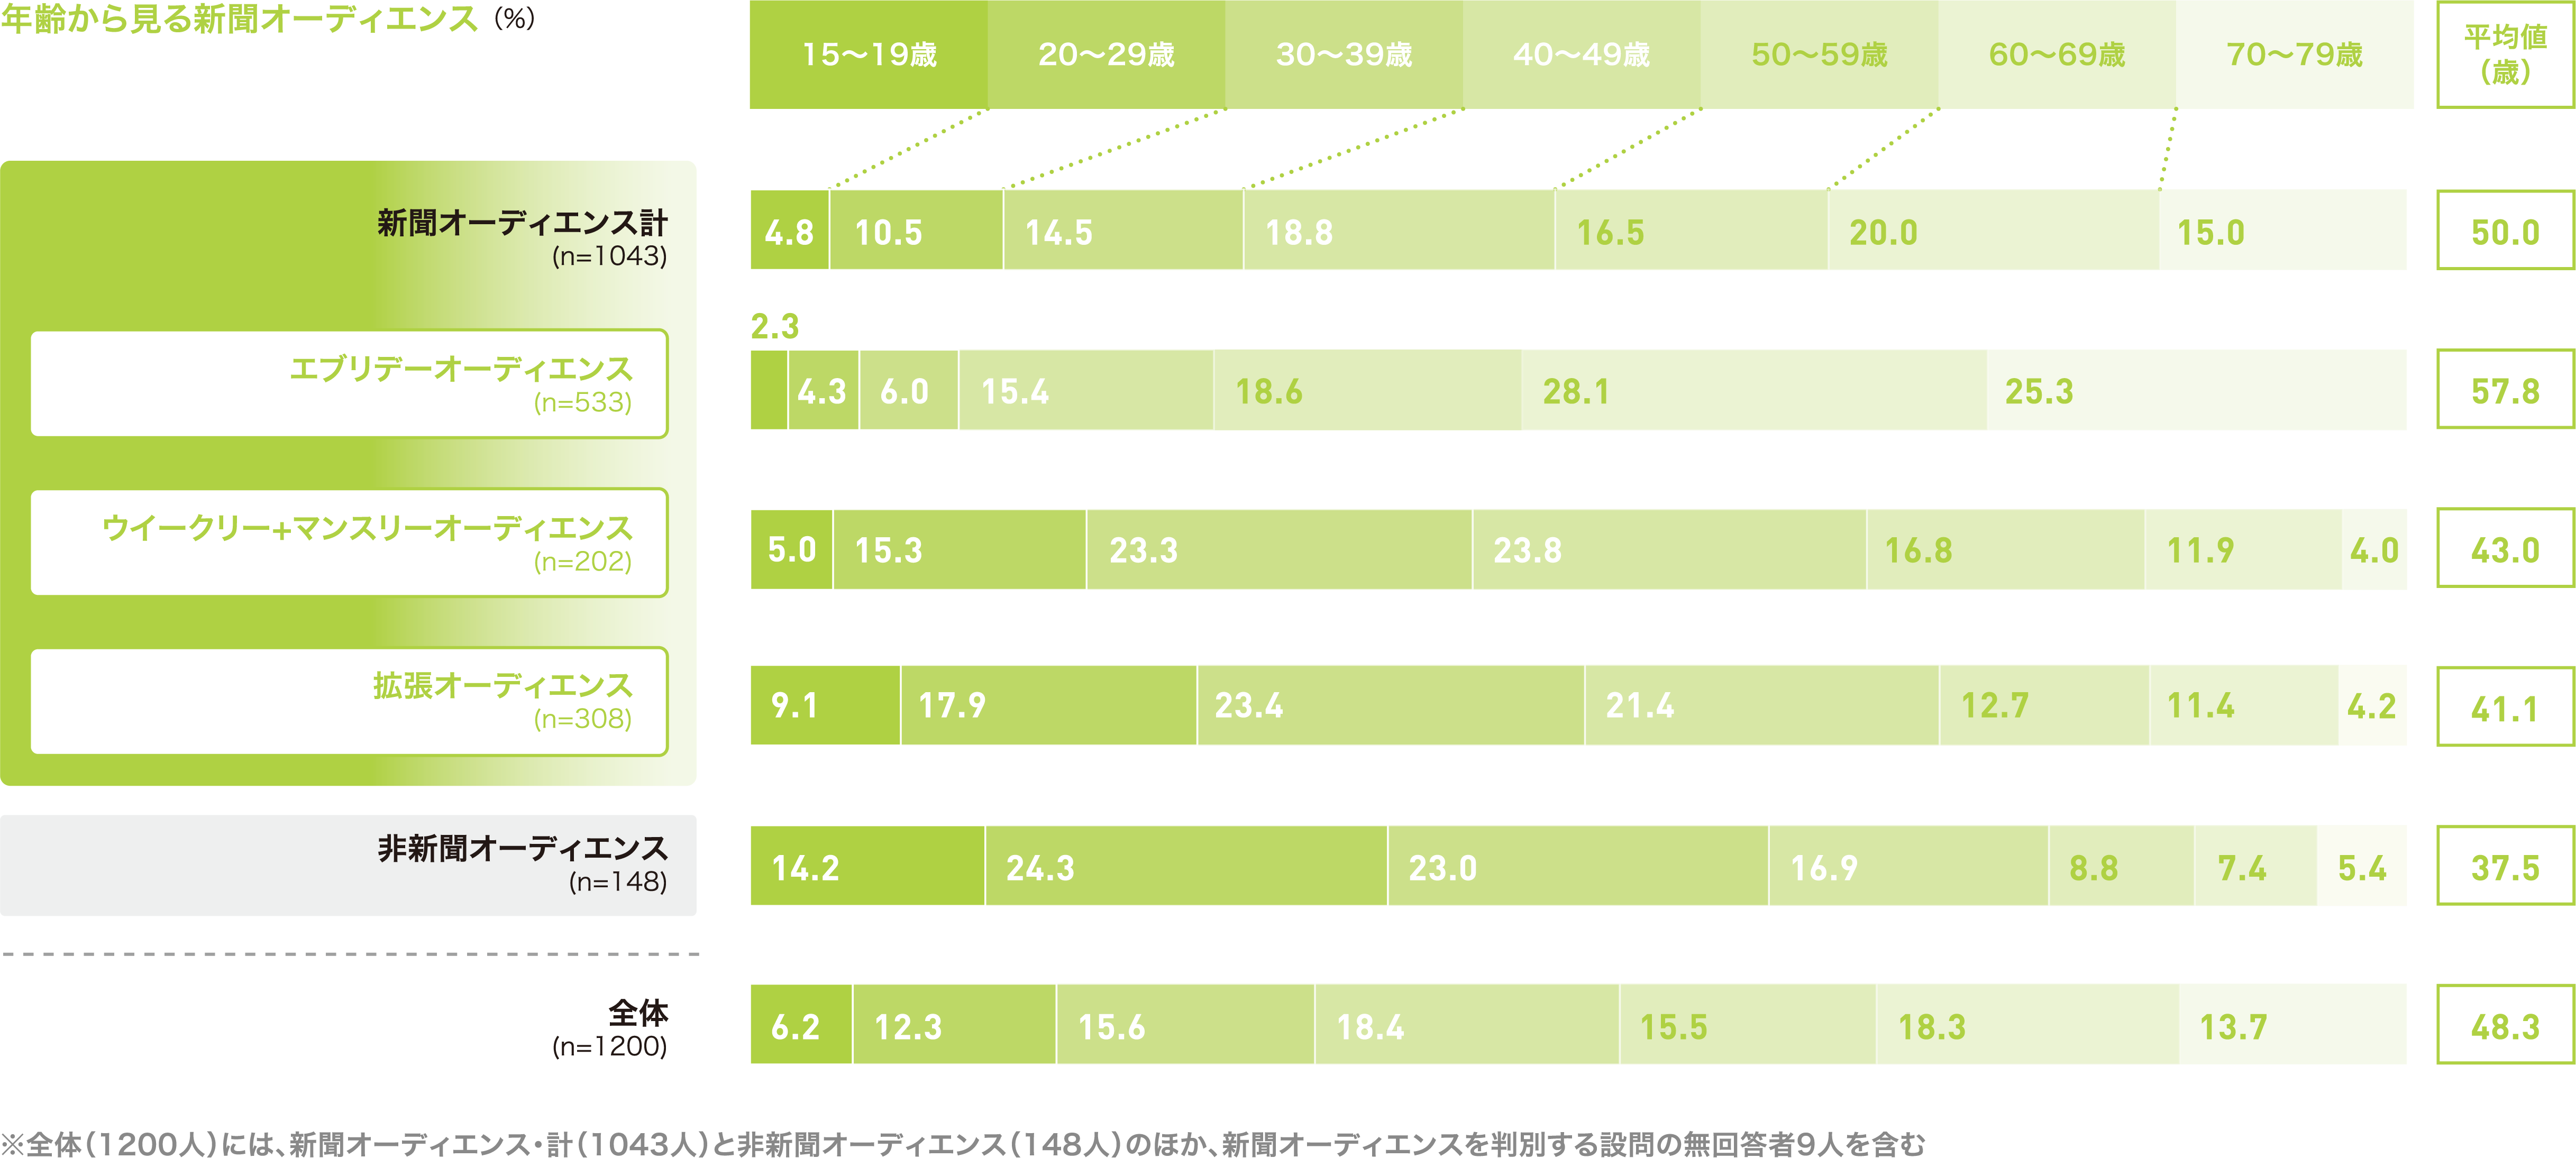 年齢から見る新聞オーディエンス（%）
15〜19歳 20〜29歳 30〜39歳 40〜49歳 50〜59歳 60〜69歳 70〜79歳 平均値
（歳）
新聞オーディエンス計
(n=1043)
4.8 10.5 14.5 18.8 16.5 20.0 15.0 50.0
エブリデーオーディエンス
(n=533)
2.3 4.3 6.0 15.4 18.6 28.1 25.3 57.8
ウイークリー+マンスリーオーディエンス
(n=202)
5.0 15.3 23.3 23.8 16.8 11.9 4.0 43.0
拡張オーディエンス
(n=308)
9.1 17.9 23.4 21.4 12.7 11.4 4.2 41.1
非新聞オーディエンス
(n=148)
14.2 24.3 23.0 16.9 8.8 7.4 5.4 37.5
全体
(n=1200)
6.2 12.3 15.6 18.4 15.5 18.3 13.7 48.3
※全体（1200人）には、新聞オーディエンス・計（1043人）と非新聞オーディエンス（148人）のほか、新聞オーディエンスを判別する設問の無回答者9人を含む